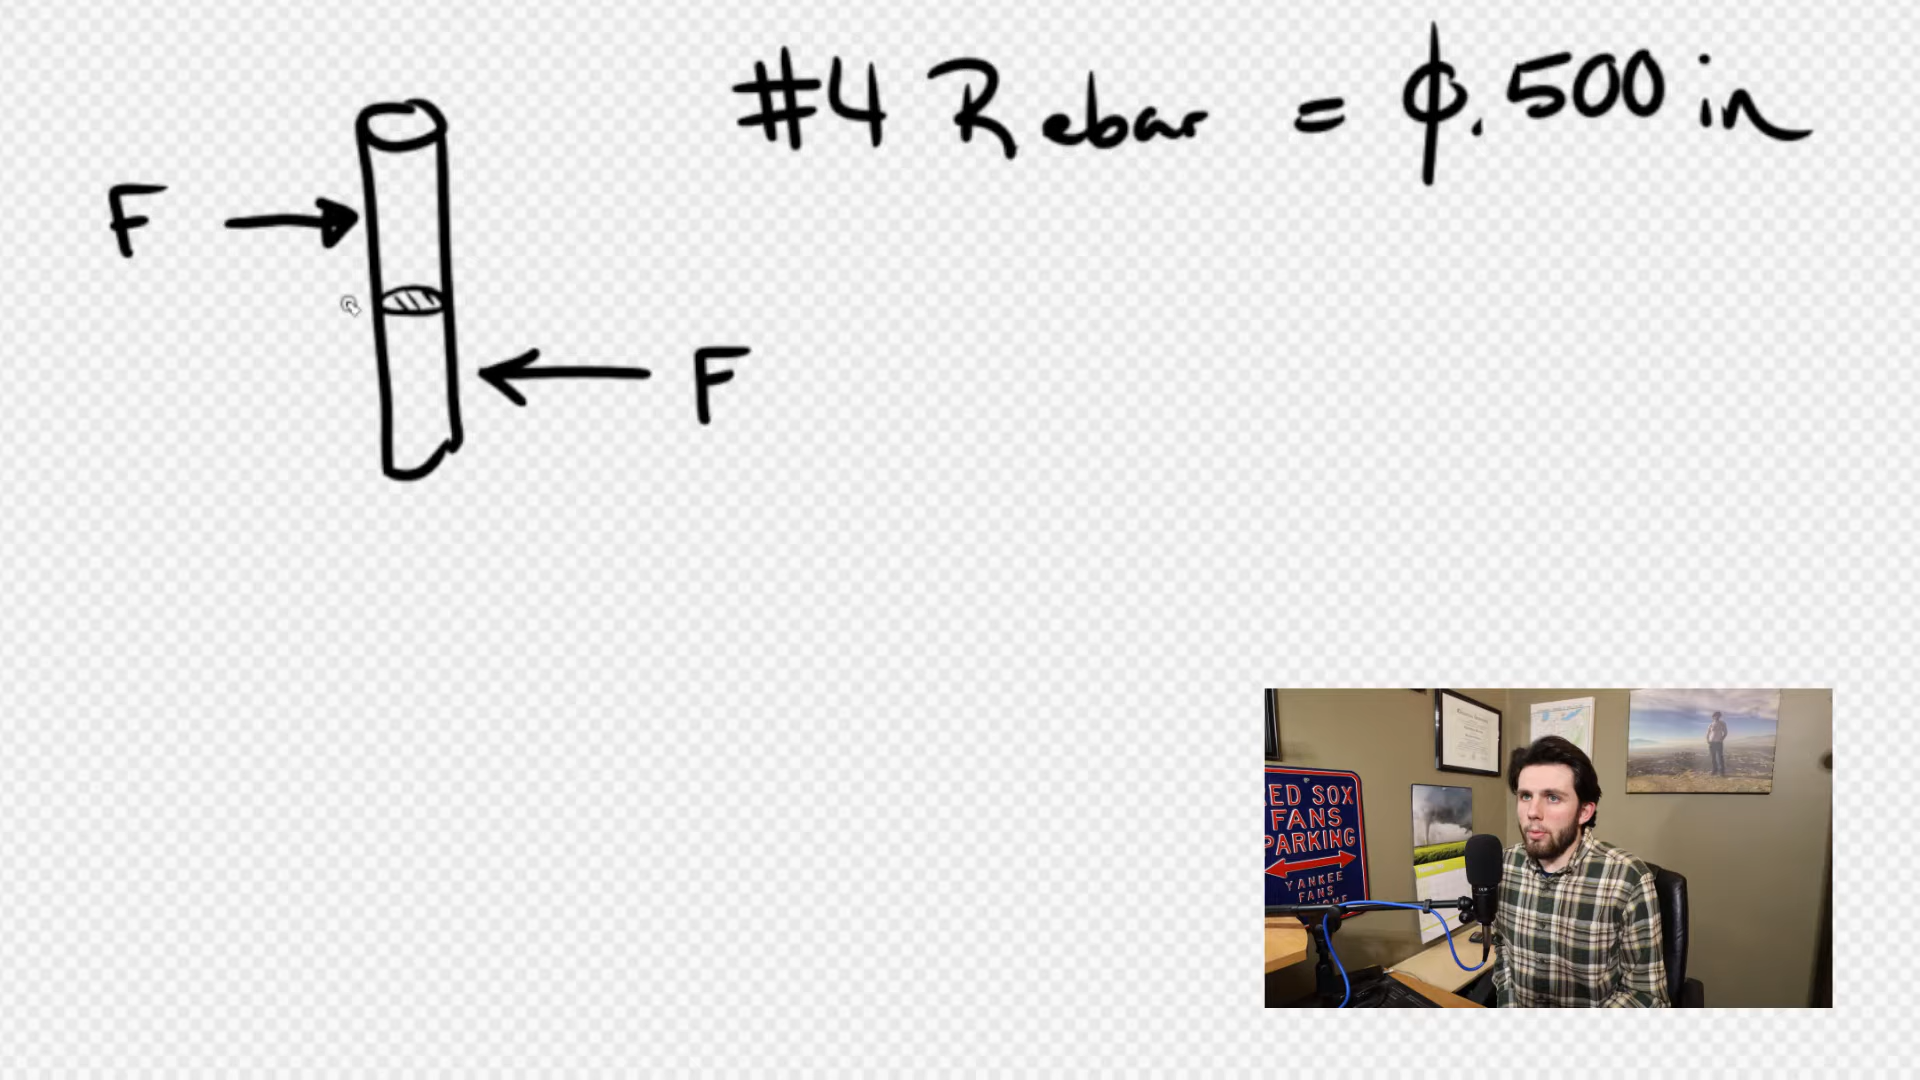 #4 Rebar = ϕ.500 in
F
F
RED SOX
FANS
PARKING
YANKEE
FANS